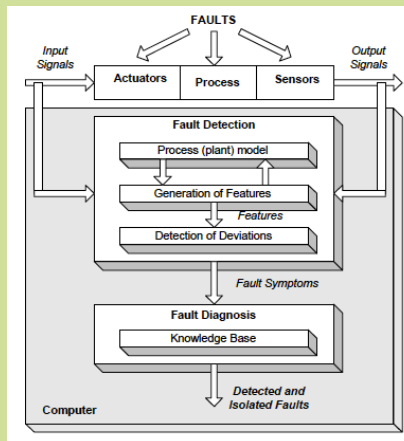 FAULTS
Input
Signals
Output
Signals
Actuators
Process
Sensors
Fault Detection
Process (plant) model
Generation of Features
Features
Detection of Deviations
Fault Symptoms
Fault Diagnosis
Knowledge Base
Detected and
Isolated Faults
Computer